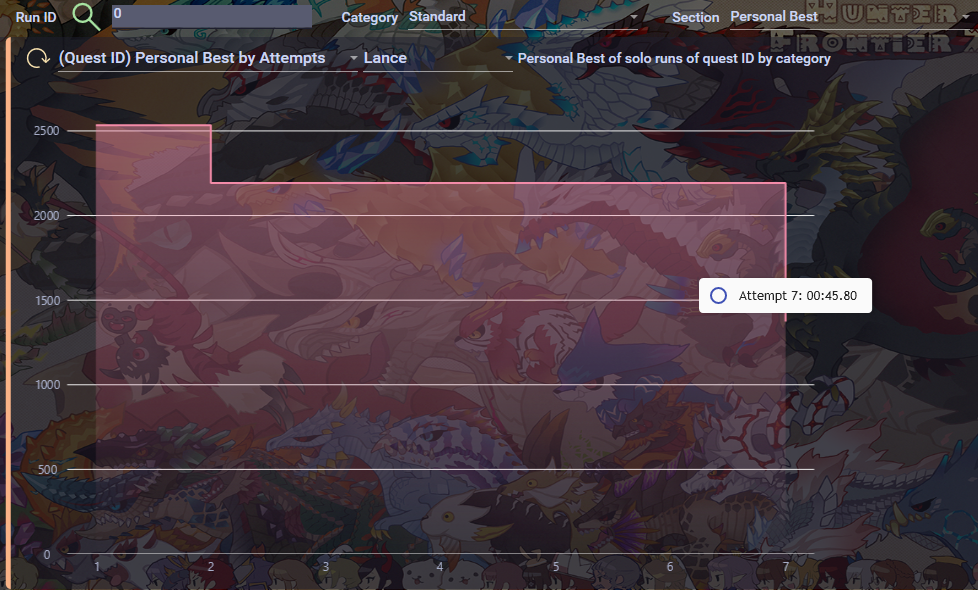 Run ID 0 Category Standard Section Personal Best
HUNTER
FRONTIER
(Quest ID) Personal Best by Attempts Lance Personal Best of solo runs of quest ID by category
2500
2000
1500
Attempt 7: 00:45.80
1000
500
0
1 2 3 4 5 6 7